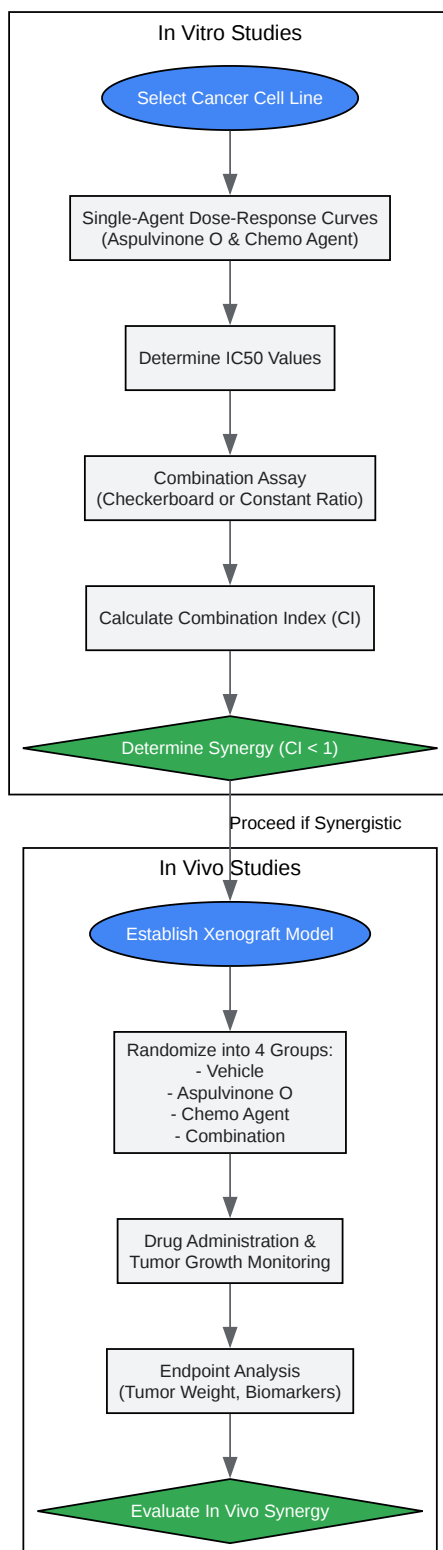 In Vitro Studies
Select Cancer Cell Line
Single-Agent Dose-Response Curves
(Aspulvinone O & Chemo Agent)
Determine IC50 Values
Combination Assay
(Checkerboard or Constant Ratio)
Calculate Combination Index (CI)
Determine Synergy (CI < 1)
Proceed if Synergistic
In Vivo Studies
Establish Xenograft Model
Randomize into 4 Groups:
- Vehicle
- Aspulvinone O
- Chemo Agent
- Combination
Drug Administration &
Tumor Growth Monitoring
Endpoint Analysis
(Tumor Weight, Biomarkers)
Evaluate In Vivo Synergy